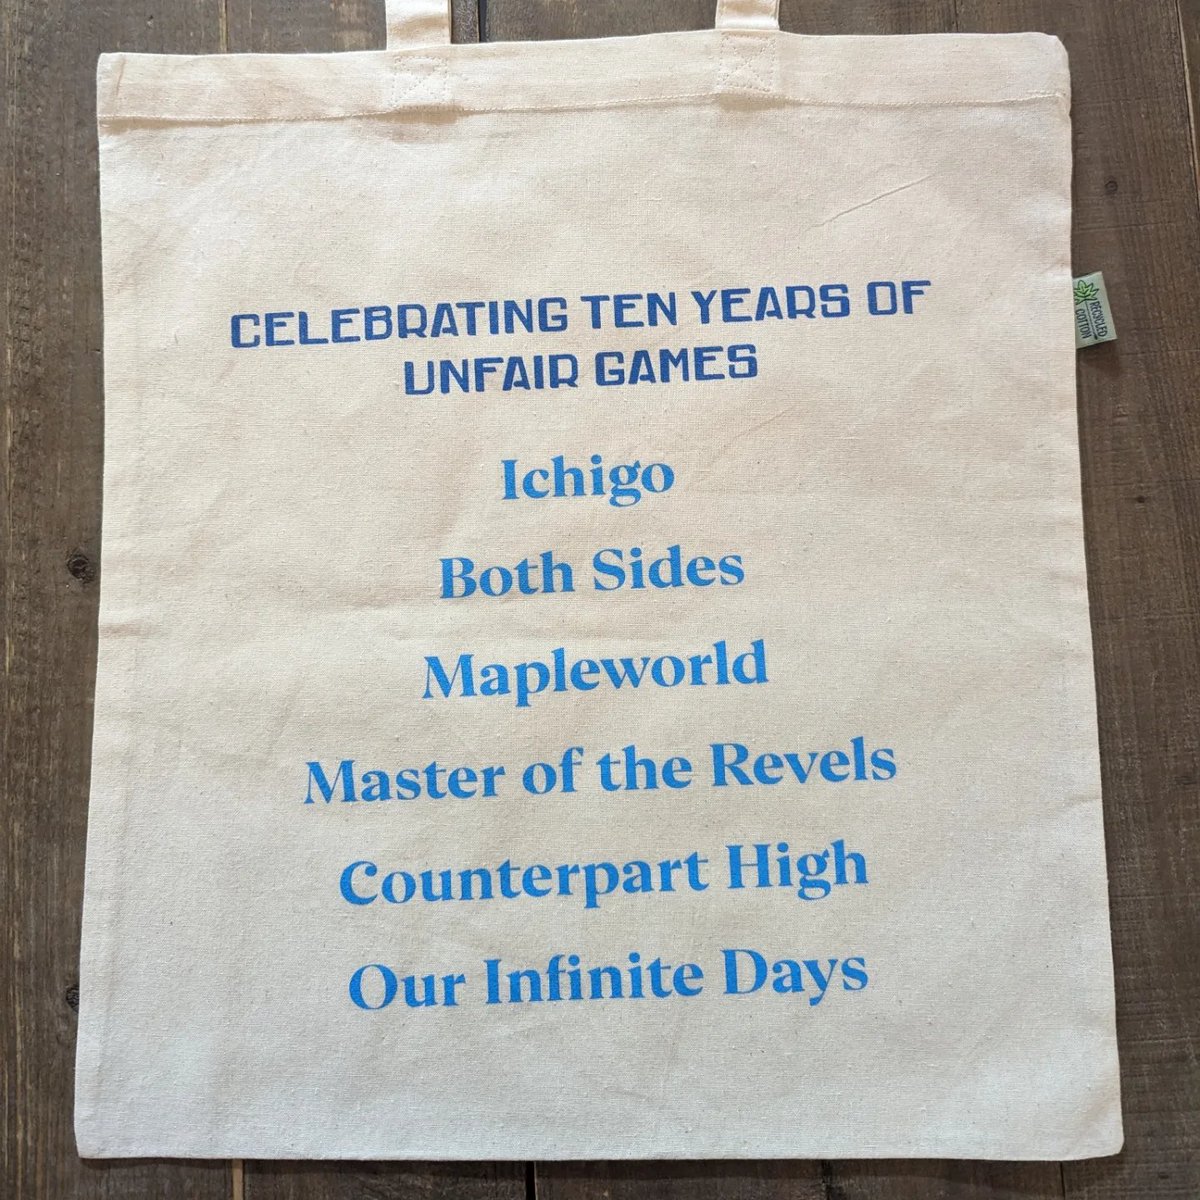 CELEBRATING TEN YEARS OF
UNFAIR GAMES
Ichigo
Both Sides
Mapleworld
Master of the Revels
Counterpart High
Our Infinite Days
RECYCLED
COTTON